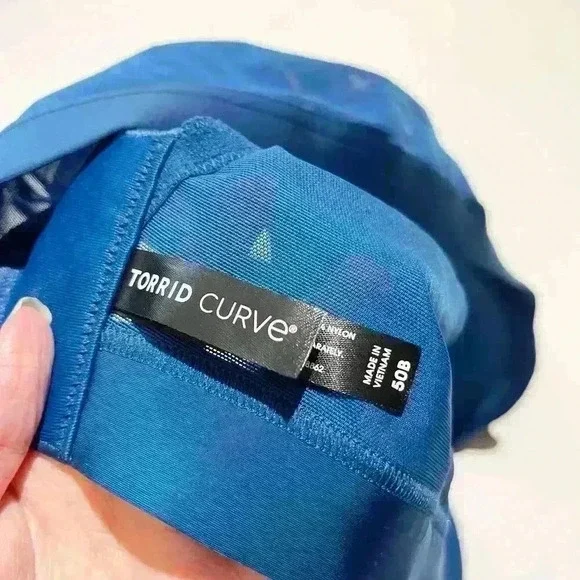 TORRID CURVE®
NYLON
MADE IN
VIETNAM
50B